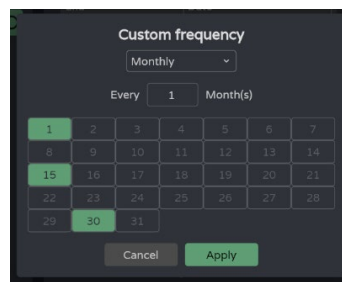 Custom frequency
Monthly
Every 1 Month(s)
1 2 3 4 5 6 7
8 9 10 11 12 13 14
15 16 17 18 19 20 21
22 23 24 25 26 27 28
29 30 31
Cancel Apply